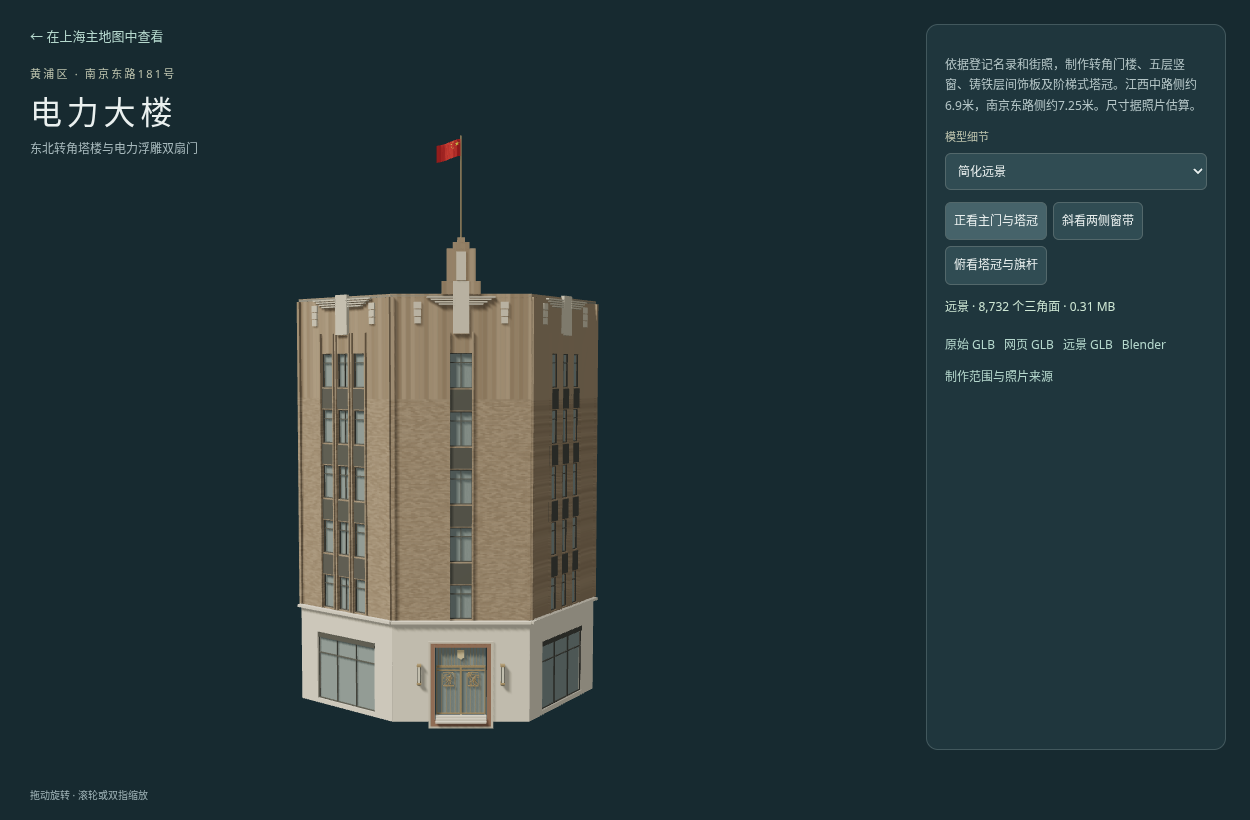 ← 在上海主地图中查看
黄浦区 · 南京东路181号
电力大楼
东北转角塔楼与电力浮雕双扇门
依据登记名录和街照，制作转角门楼、五层竖
窗、铸铁层间饰板及阶梯式塔冠。江西中路侧约
6.9米，南京东路侧约7.25米。尺寸据照片估算。
模型细节
简化远景
正看主门与塔冠 斜看两侧窗带
俯看塔冠与旗杆
远景 · 8,732 个三角面 · 0.31 MB
原始 GLB 网页 GLB 远景 GLB Blender
制作范围与照片来源
拖动旋转 · 滚轮或双指缩放